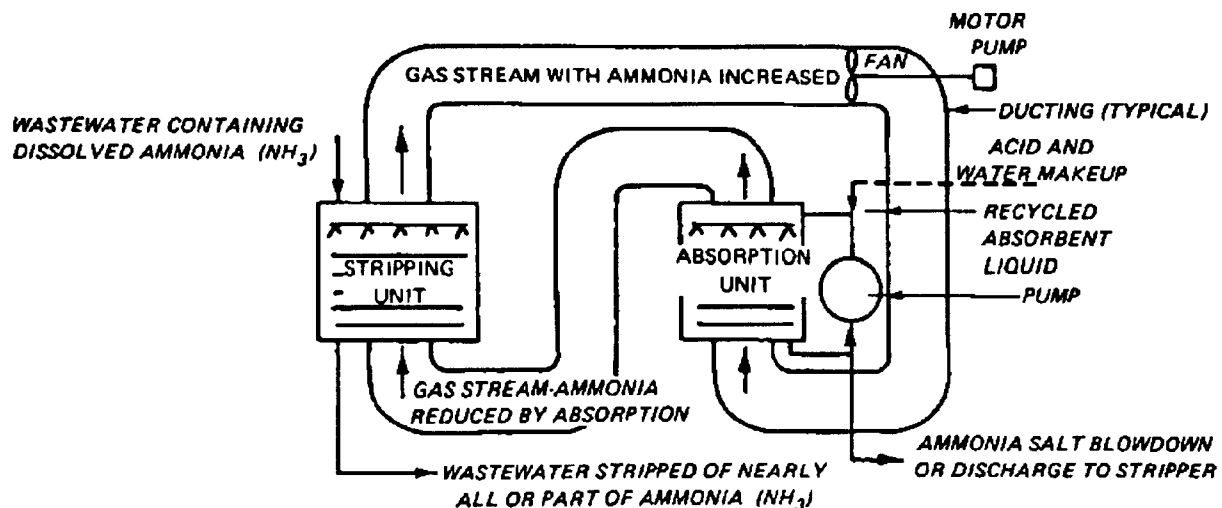 MOTOR
PUMP
FAN
GAS STREAM WITH AMMONIA INCREASED
DUCTING (TYPICAL)
WASTEWATER CONTAINING
DISSOLVED AMMONIA (NH3)
ACID AND
WATER MAKEUP
RECYCLED
ABSORBENT
LIQUID
STRIPPING
UNIT
ABSORPTION
UNIT
PUMP
GAS STREAM-AMMONIA
REDUCED BY ABSORPTION
AMMONIA SALT BLOWDOWN
OR DISCHARGE TO STRIPPER
WASTEWATER STRIPPED OF NEARLY
ALL OR PART OF AMMONIA (NH3)